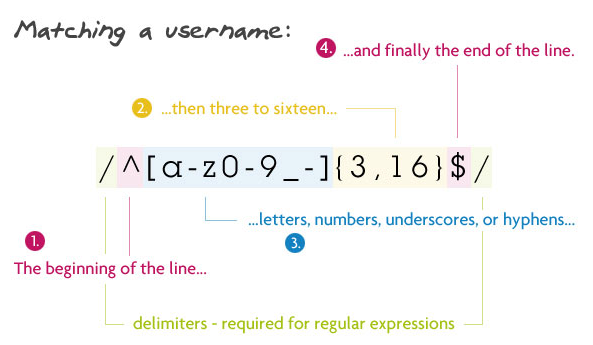 Matching a username:
4. ...and finally the end of the line.
2. ...then three to sixteen...
/^[a-z0-9_-]{3,16}$/
...letters, numbers, underscores, or hyphens...
1.
3.
The beginning of the line...
delimiters - required for regular expressions